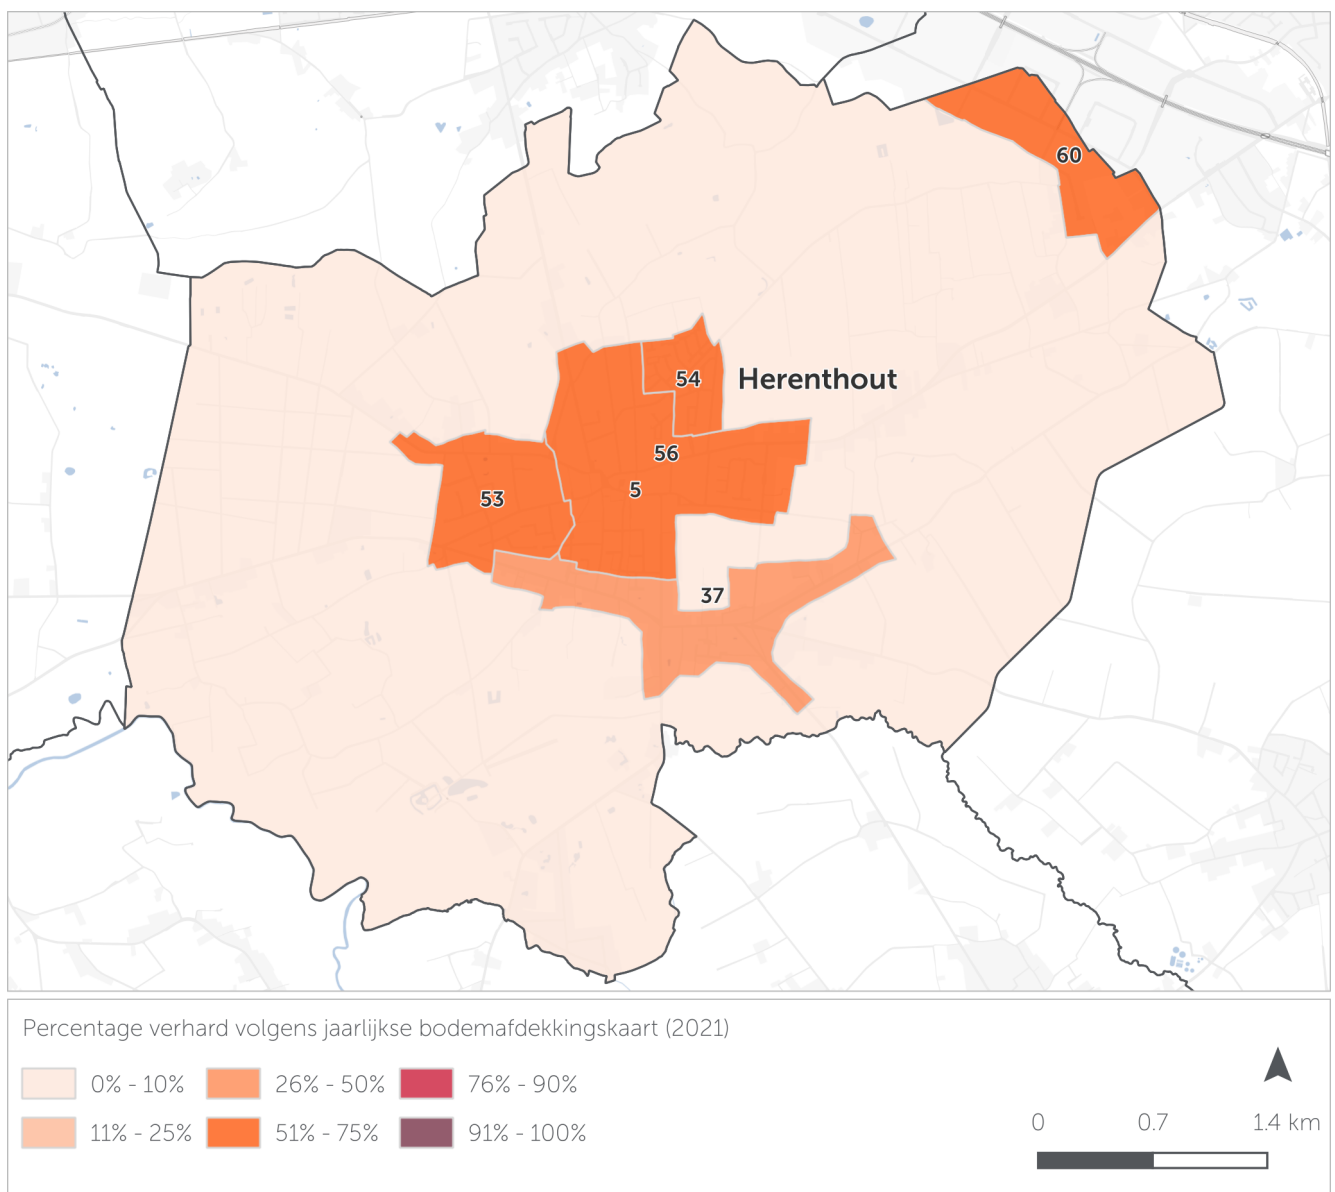 60
54
Herenthout
56
5
53
37
Percentage verhard volgens jaarlijkse bodemafdekkingskaart (2021)
0% - 10%
26% - 50%
76% - 90%
11% - 25%
51% - 75%
91% - 100%
0 0.7 1.4 km